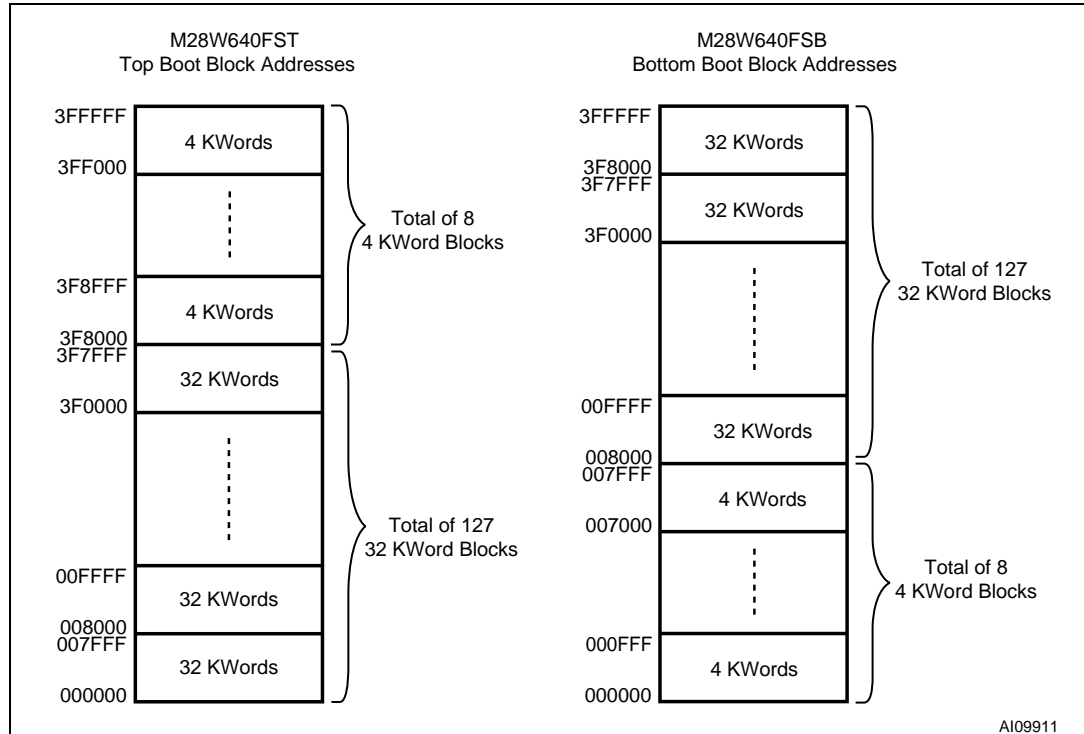 M28W640FST
Top Boot Block Addresses
3FFFFF
4 KWords
3FF000
Total of 8
4 KWord Blocks
3F8FFF
4 KWords
3F8000
3F7FFF
32 KWords
3F0000
Total of 127
32 KWord Blocks
00FFFF
32 KWords
008000
007FFF
32 KWords
000000
M28W640FSB
Bottom Boot Block Addresses
3FFFFF
32 KWords
3F8000
3F7FFF
32 KWords
3F0000
Total of 127
32 KWord Blocks
00FFFF
32 KWords
008000
007FFF
4 KWords
007000
Total of 8
4 KWord Blocks
000FFF
4 KWords
000000
AI09911